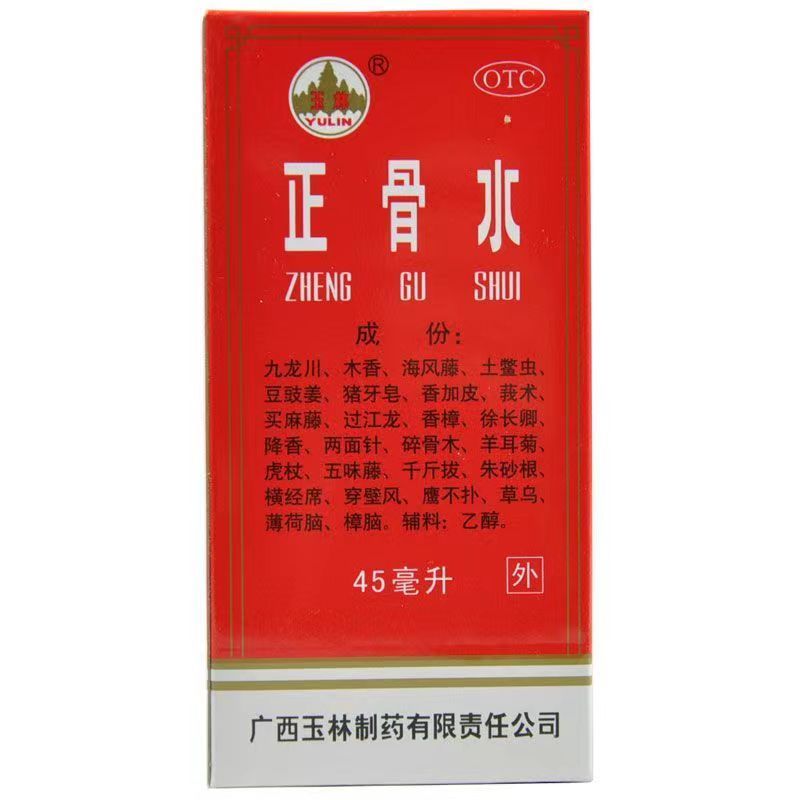 玉林
YULIN
®
OTC
正骨水
ZHENG GU SHUI
成份：
九龙川、木香、海风藤、土鳖虫、
豆豉姜、猪牙皂、香加皮、莪术、
买麻藤、过江龙、香樟、徐长卿、
降香、两面针、碎骨木、羊耳菊、
虎杖、五味藤、千斤拔、朱砂根、
横经席、穿壁风、鹰不扑、草乌、
薄荷脑、樟脑。辅料：乙醇。
45毫升
外
广西玉林制药有限责任公司